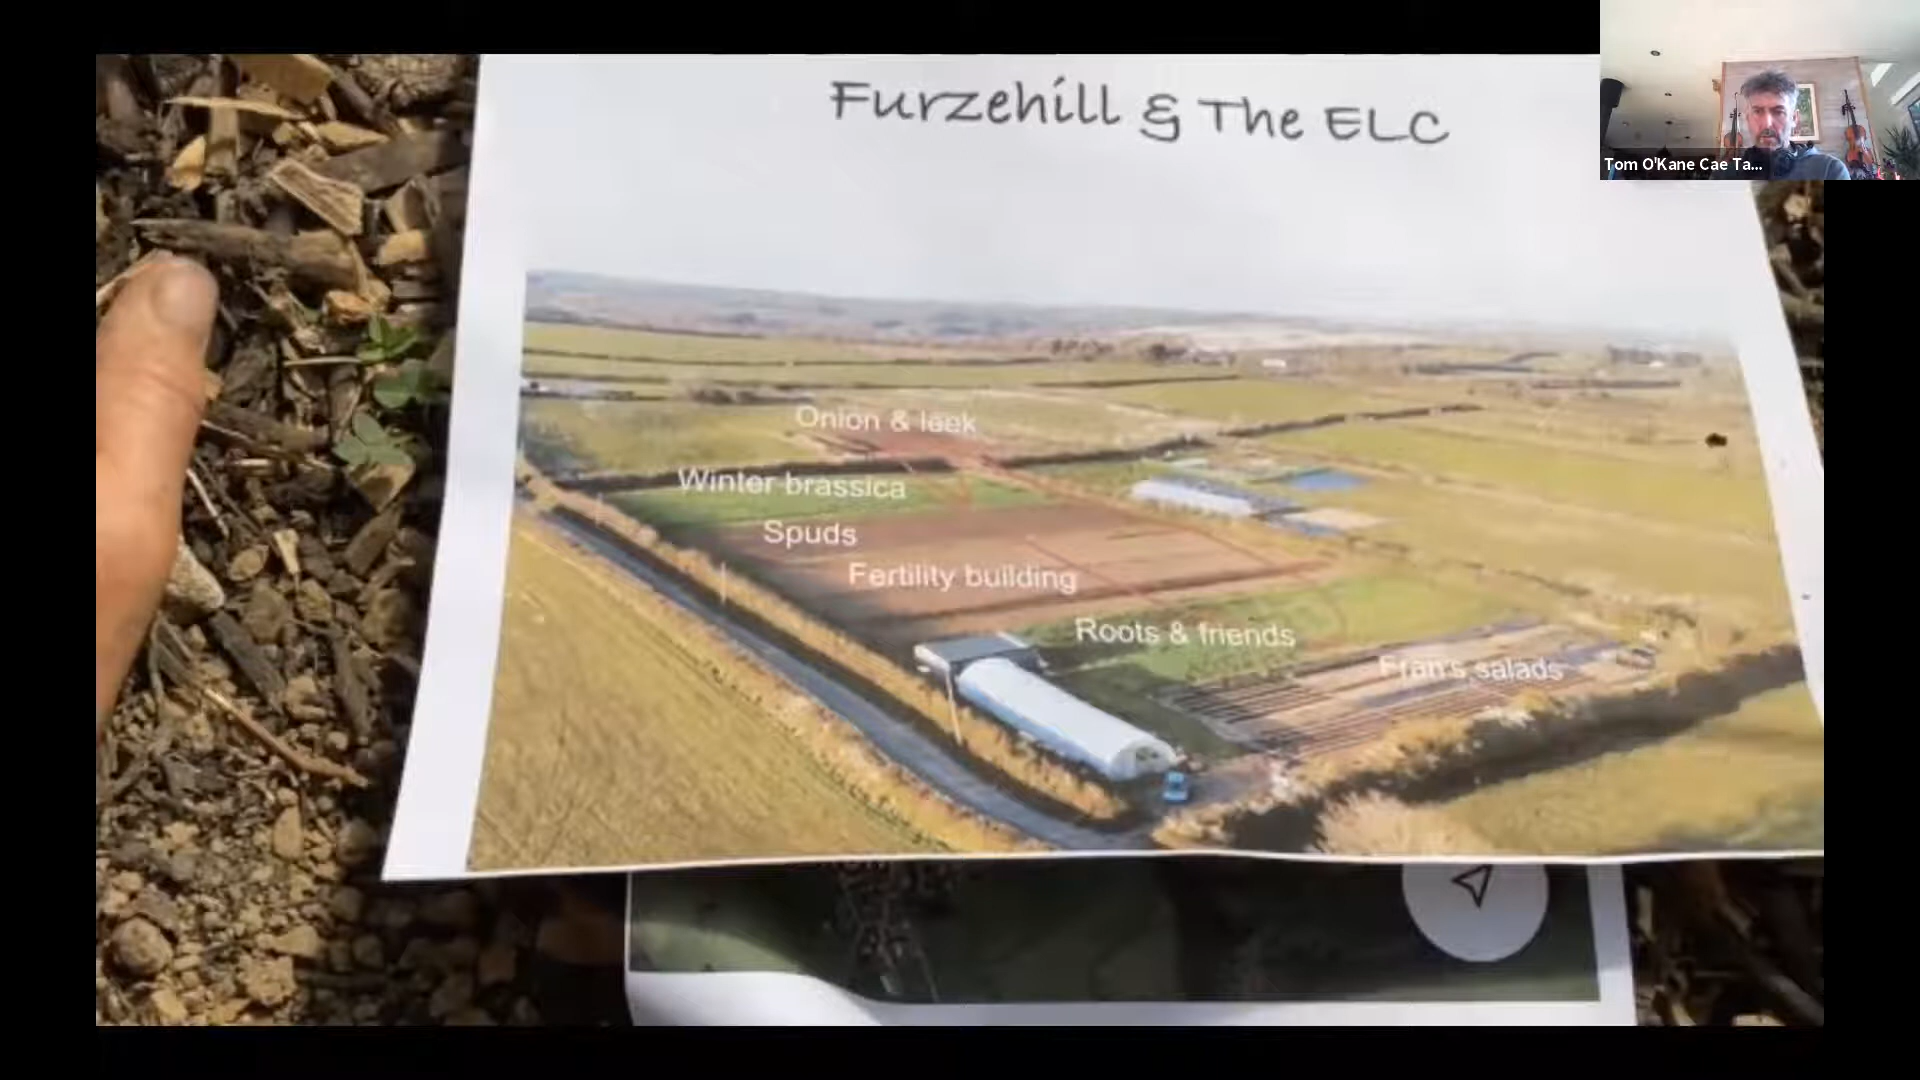 Furzehill & The ELC
Tom O'Kane Cae Ta...
Onion & leek
Winter brassica
Spuds
Fertility building
Roots & friends
Fran's salads